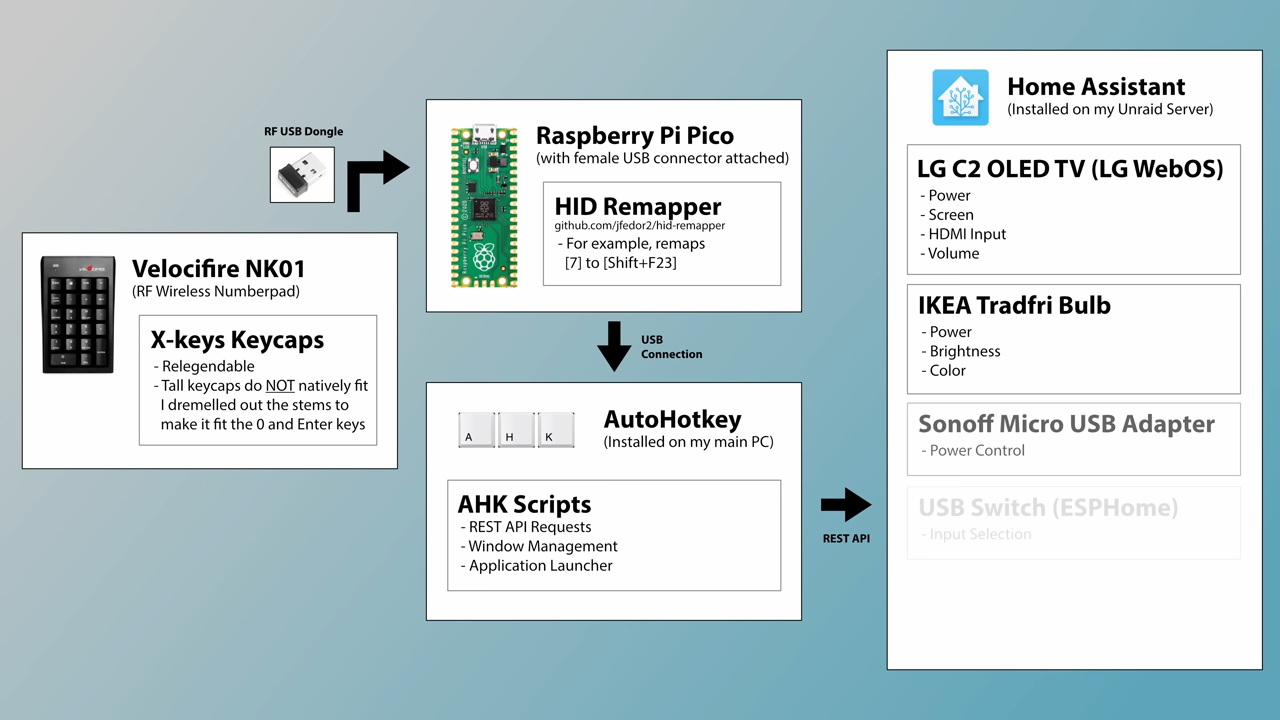 RF USB Dongle
Velocifire NK01
(RF Wireless Numberpad)
X-keys Keycaps
- Relegendable
- Tall keycaps do NOT natively fit
I dremelled out the stems to
make it fit the 0 and Enter keys
Raspberry Pi Pico
(with female USB connector attached)
HID Remapper
github.com/jfedor2/hid-remapper
- For example, remaps
[7] to [Shift+F23]
USB
Connection
A H K
AutoHotkey
(Installed on my main PC)
AHK Scripts
- REST API Requests
- Window Management
- Application Launcher
REST API
Home Assistant
(Installed on my Unraid Server)
LG C2 OLED TV (LG WebOS)
- Power
- Screen
- HDMI Input
- Volume
IKEA Tradfri Bulb
- Power
- Brightness
- Color
Sonoff Micro USB Adapter
- Power Control
USB Switch (ESPHome)
- Input Selection